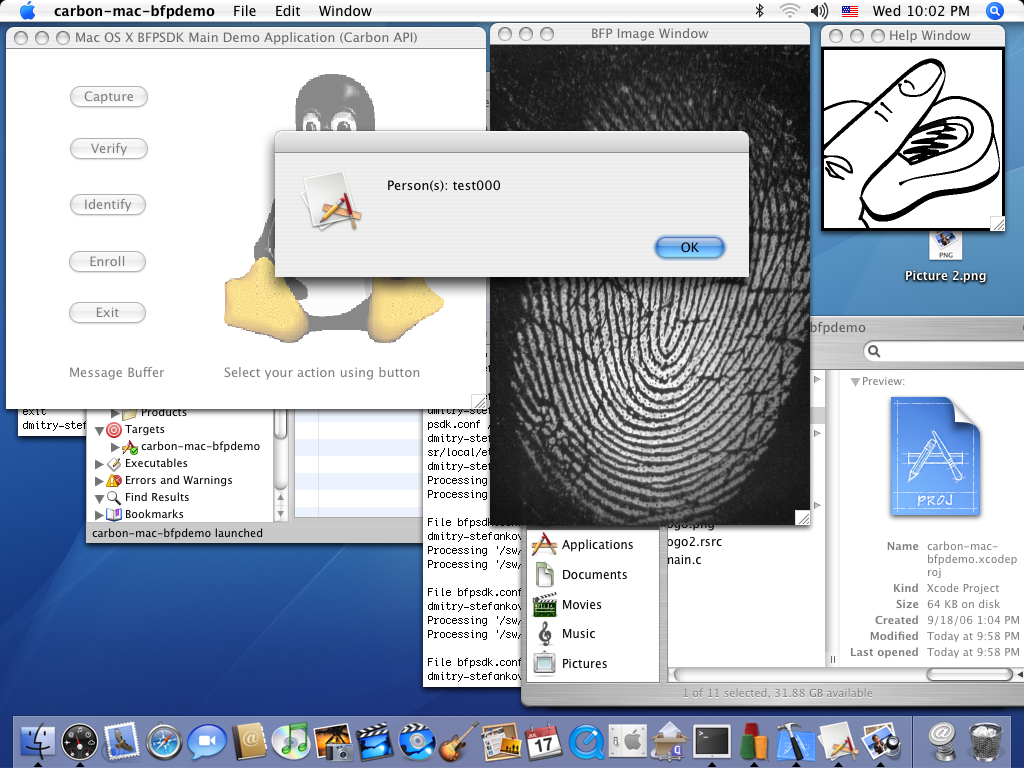 carbon-mac-bfpdemo File Edit Window Wed 10:02 PM
Mac OS X BFPSDK Main Demo Application (Carbon API)
Capture
Verify
Identify
Enroll
Exit
Message Buffer
Select your action using button
BFP Image Window
Help Window
Person(s): test000
OK
PNG
Picture 2.png
bfpdemo
Preview:
PROJ
Name carbon-mac-
bfpdemo.xcodep
roj
Kind Xcode Project
Size 64 KB on disk
Created 9/18/06 1:04 PM
Modified Today at 9:58 PM
Last opened Today at 9:58 PM
exit
dmitry-stef
Products
Targets
carbon-mac-bfpdemo
Executables
Errors and Warnings
Find Results
Bookmarks
carbon-mac-bfpdemo launched
psdk.conf
dmitry-stef
sr/local/et
dmitry-stef
Processing
Processing
File bfpsdk
dmitry-stefankov
Processing '/sw/
Processing '/sw/
File bfpsdk.conf
dmitry-stefankov
Processing '/sw/
Processing '/sw/
File bfpsdk.conf
dmitry-stefankov
ogo.png
ogo2.rsrc
main.c
Applications
Documents
Movies
Music
Pictures
1 of 11 selected, 31.88 GB available
JUL
17